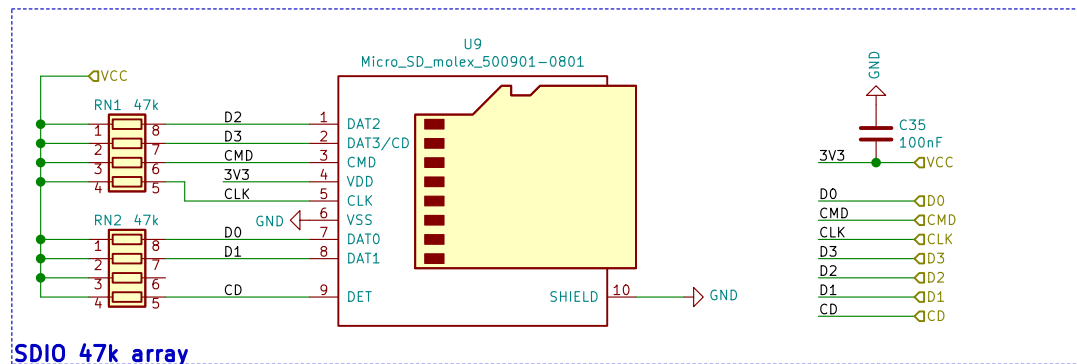 U9
Micro_SD_molex_500901-0801
VCC
RN1 47k
1 8
2 7
3 6
4 5
D2
D3
CMD
3V3
CLK
GND
D0
D1
CD
1 DAT2
2 DAT3/CD
3 CMD
4 VDD
5 CLK
6 VSS
7 DAT0
8 DAT1
9 DET
SHIELD 10
GND
RN2 47k
1 8
2 7
3 6
4 5
GND
C35
100nF
3V3 VCC
D0 D0
CMD CMD
CLK CLK
D3 D3
D2 D2
D1 D1
CD CD
SDIO 47k array